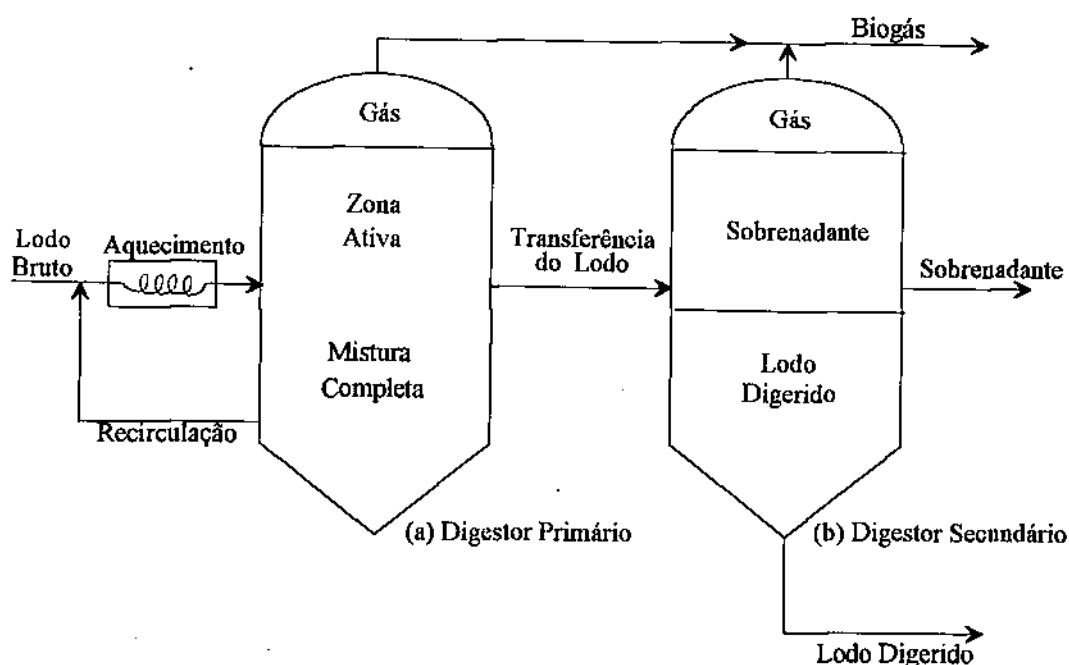 Biogás
Gás
Gás
Zona
Ativa
Mistura
Completa
Lodo
Bruto
Aquecimento
Recirculação
Transferência
do Lodo
Sobrenadante
Sobrenadante
Lodo
Digerido
(a) Digestor Primário
(b) Digestor Secundário
Lodo Digerido